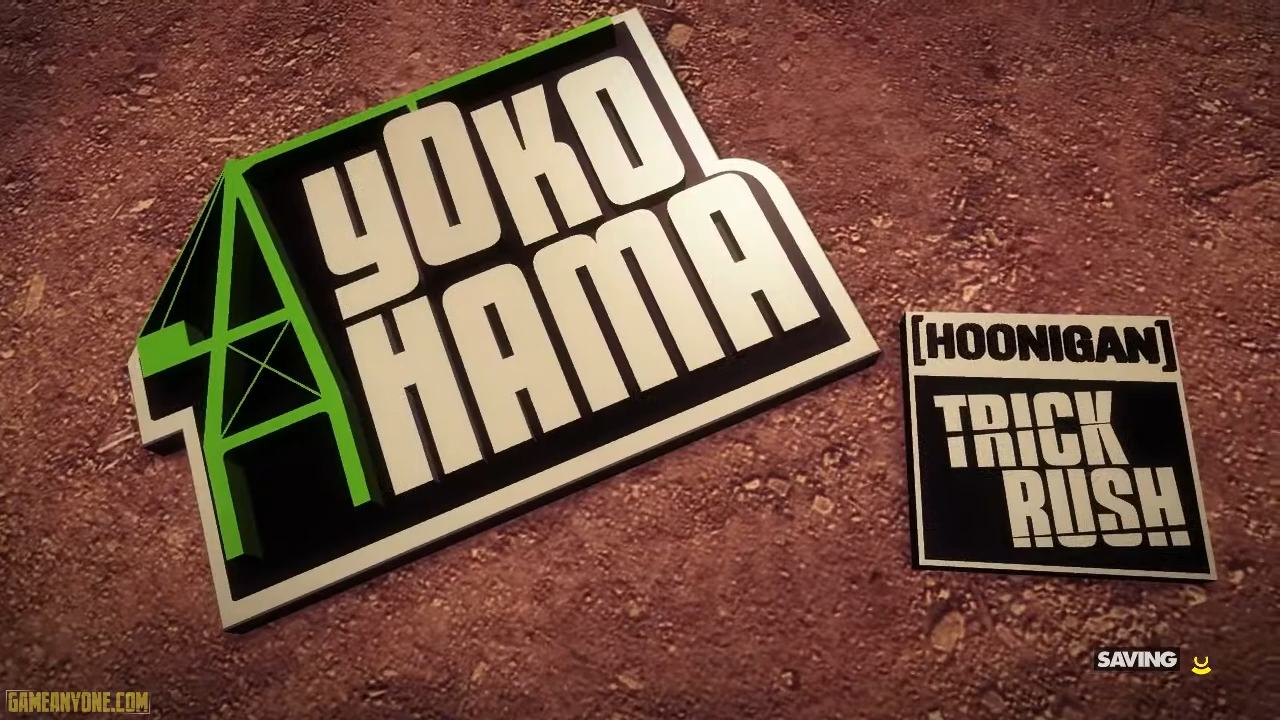 YOKO
HAMA
[HOONIGAN]
TRICK
RUSH
SAVING
GAMEANYONE.COM